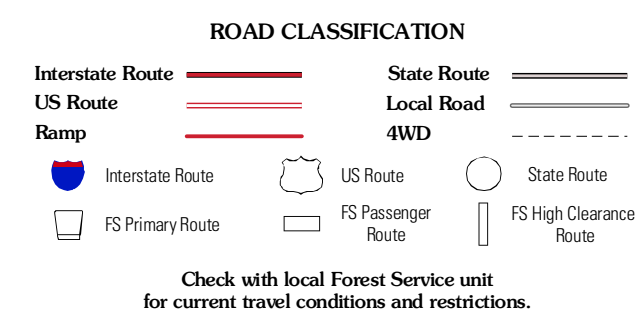 ROAD CLASSIFICATION
Interstate Route
State Route
US Route
Local Road
Ramp
4WD
Interstate Route
US Route
State Route
FS Primary Route
FS Passenger
Route
FS High Clearance
Route
Check with local Forest Service unit
for current travel conditions and restrictions.